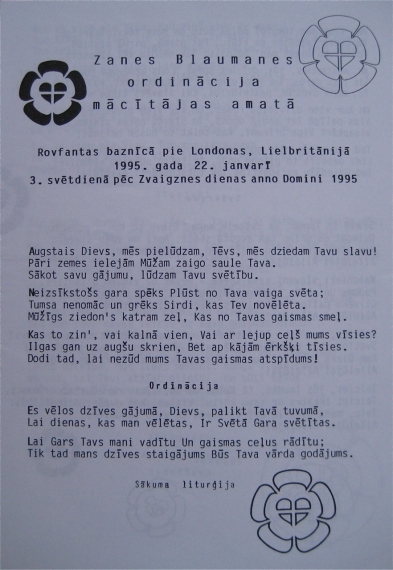 Zanes Blaumanes
ordinācija
mācītājas amatā
Rovfantas baznīcā pie Londonas, Lielbritānijā
1995. gada 22. janvarī
3. svētdienā pēc Zvaigznes dienas anno Domini 1995
Augstais Dievs, mēs pielūdzam, Tēvs, mēs dziedam Tavu slavu!
Pāri zemes ielejām Mūžam zaigo saule Tava.
Sākot savu gājumu, lūdzam Tavu svētību.
Neizsīkstošs gara spēks Plūst no Tava vaiga svēta;
Tumsa nenomāc un grēks Sirdi, kas Tev novēlēta.
Mūžīgs ziedon's katram zeļ, Kas no Tavas gaismas smeļ.
Kas to zin', vai kalnā vien, Vai ar lejup ceļš mums vīsies?
Ilgas gan uz augšu skrien, Bet ap kājām ērkšķi tīsies.
Dodi tad, lai nezūd mums Tavas gaismas atspīdums!
Ordinācija
Es vēlos dzīves gājumā, Dievs, palikt Tavā tuvumā,
Lai dienas, kas man vēlētas, Ir Svētā Gara svētītas.
Lai Gars Tavs mani vadītu Un gaismas ceļus rādītu;
Tik tad mans dzīves staigājums Būs Tava vārda godājums.
Sākuma liturģija